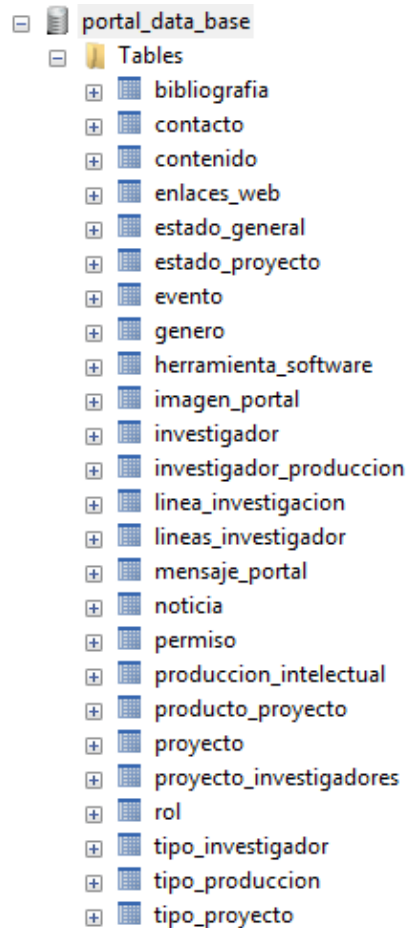 portal_data_base
Tables
bibliografia
contacto
contenido
enlaces_web
estado_general
estado_proyecto
evento
genero
herramienta_software
imagen_portal
investigador
investigador_produccion
linea_investigacion
lineas_investigador
mensaje_portal
noticia
permiso
produccion_intelectual
producto_proyecto
proyecto
proyecto_investigadores
rol
tipo_investigador
tipo_produccion
tipo_proyecto